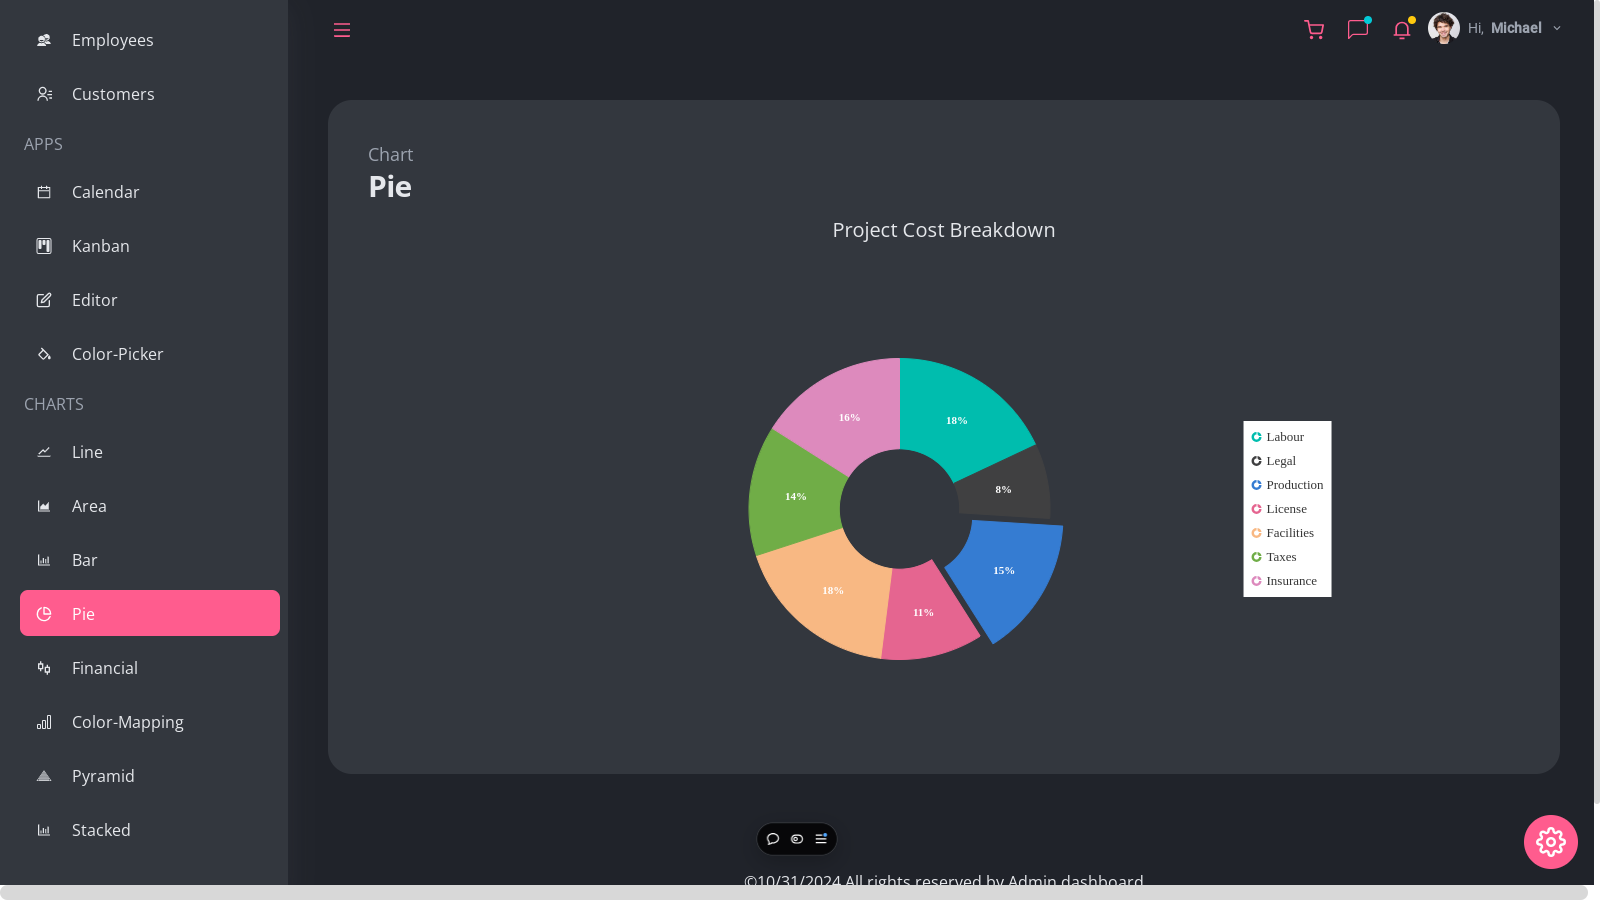 Employees
Customers
APPS
Calendar
Kanban
Editor
Color-Picker
CHARTS
Line
Area
Bar
Pie
Financial
Color-Mapping
Pyramid
Stacked
Hi, Michael
Chart
Pie
Project Cost Breakdown
16%
18%
14%
8%
18%
11%
15%
Labour
Legal
Production
License
Facilities
Taxes
Insurance
©10/31/2024 All rights reserved by Admin dashboard